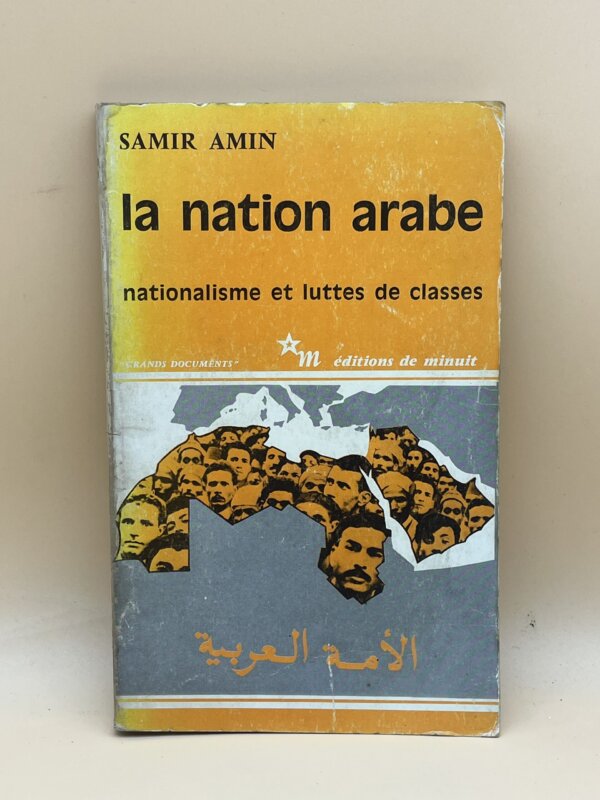 SAMIR AMIN
la nation arabe
nationalisme et luttes de classes
"GRANDS DOCUMENTS" m éditions de minuit
الأمة العربية